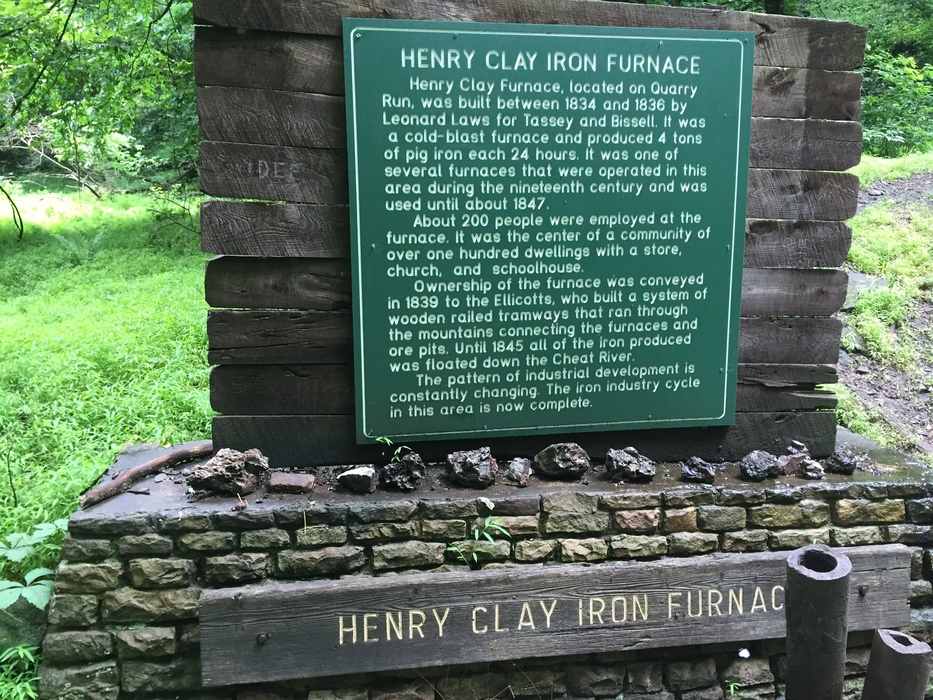 HENRY CLAY IRON FURNACE
Henry Clay Furnace, located on Quarry
Run, was built between 1834 and 1836 by
Leonard Laws for Tassey and Bissell. It was
a cold-blast furnace and produced 4 tons
of pig iron each 24 hours. It was one of
several furnaces that were operated in this
area during the nineteenth century and was
used until about 1847.
About 200 people were employed at the
furnace. It was the center of a community of
over one hundred dwellings with a store,
church, and schoolhouse.
Ownership of the furnace was conveyed
in 1839 to the Ellicotts, who built a system of
wooden railed tramways that ran through
the mountains connecting the furnaces and
ore pits. Until 1845 all of the iron produced
was floated down the Cheat River.
The pattern of industrial development is
constantly changing. The iron industry cycle
in this area is now complete.
HENRY CLAY IRON FURNAC